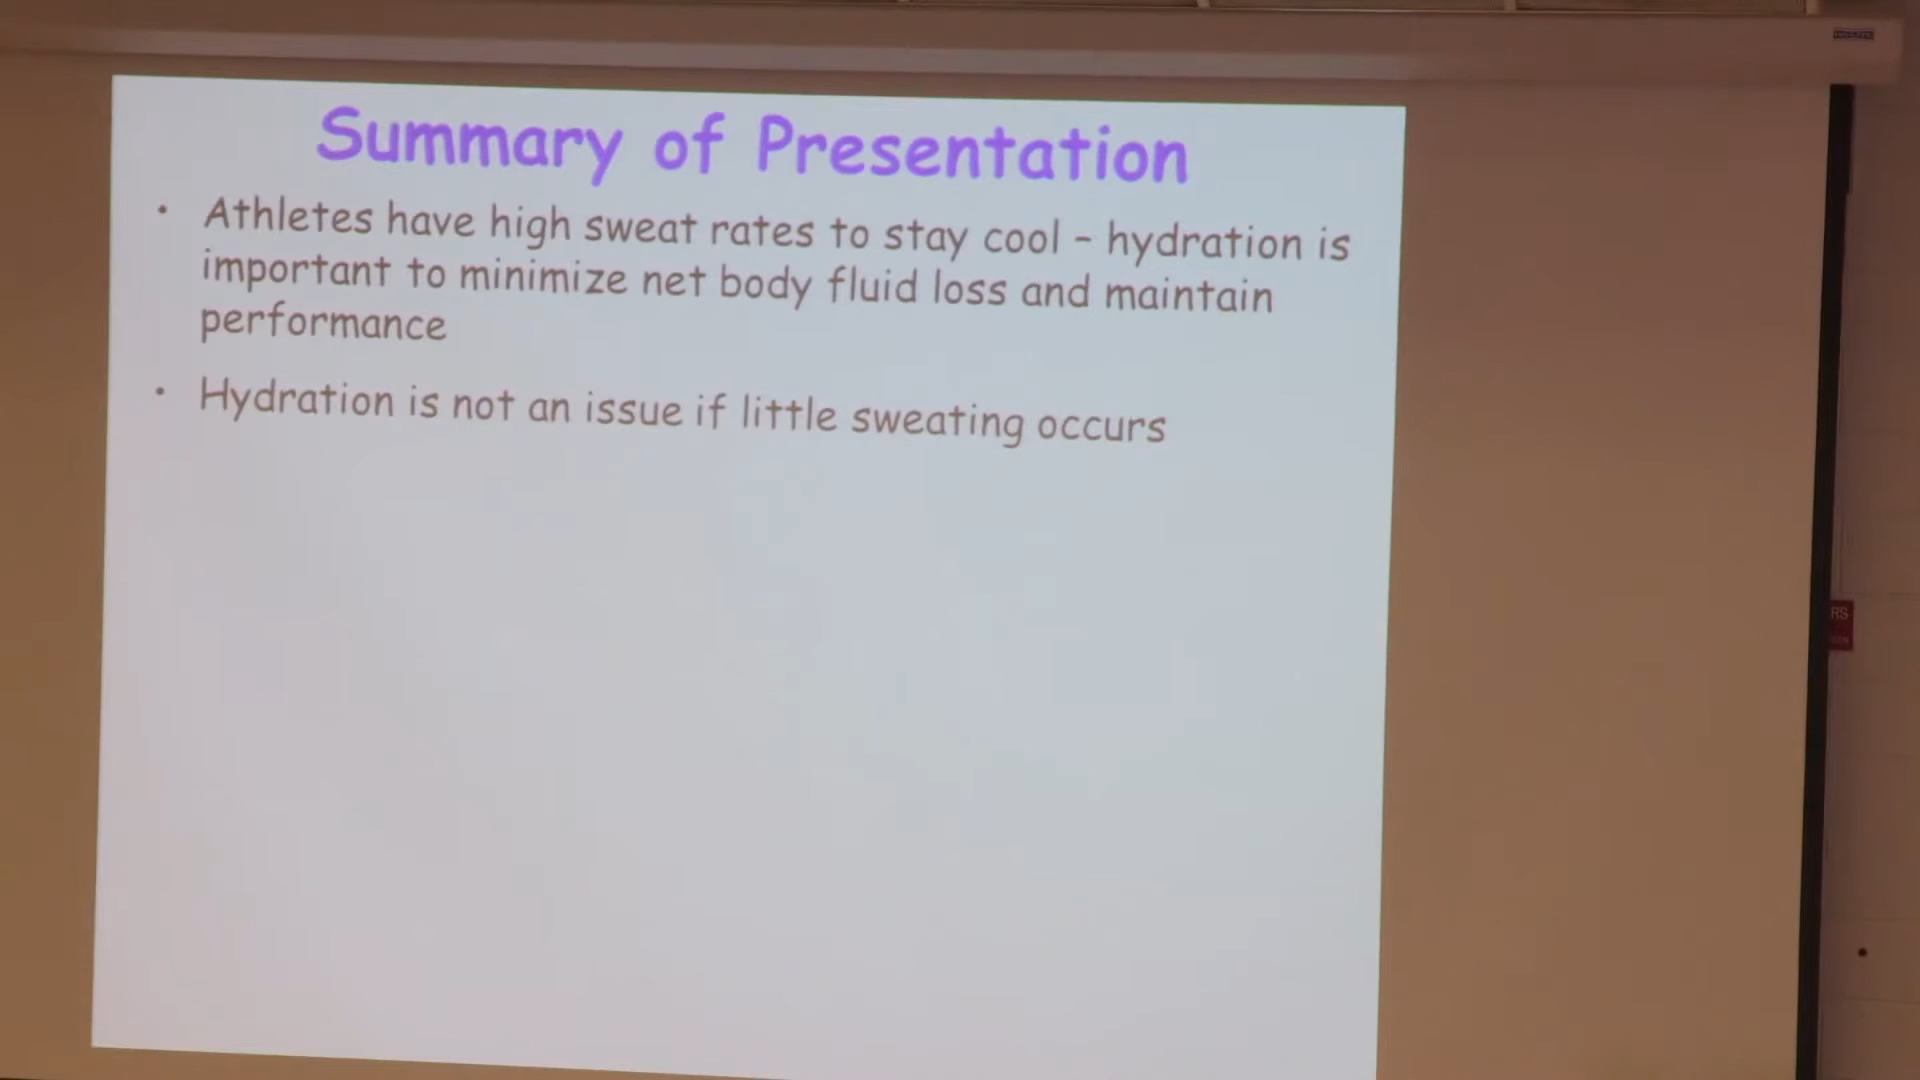 Summary of Presentation
• Athletes have high sweat rates to stay cool – hydration is
important to minimize net body fluid loss and maintain
performance
• Hydration is not an issue if little sweating occurs
RS